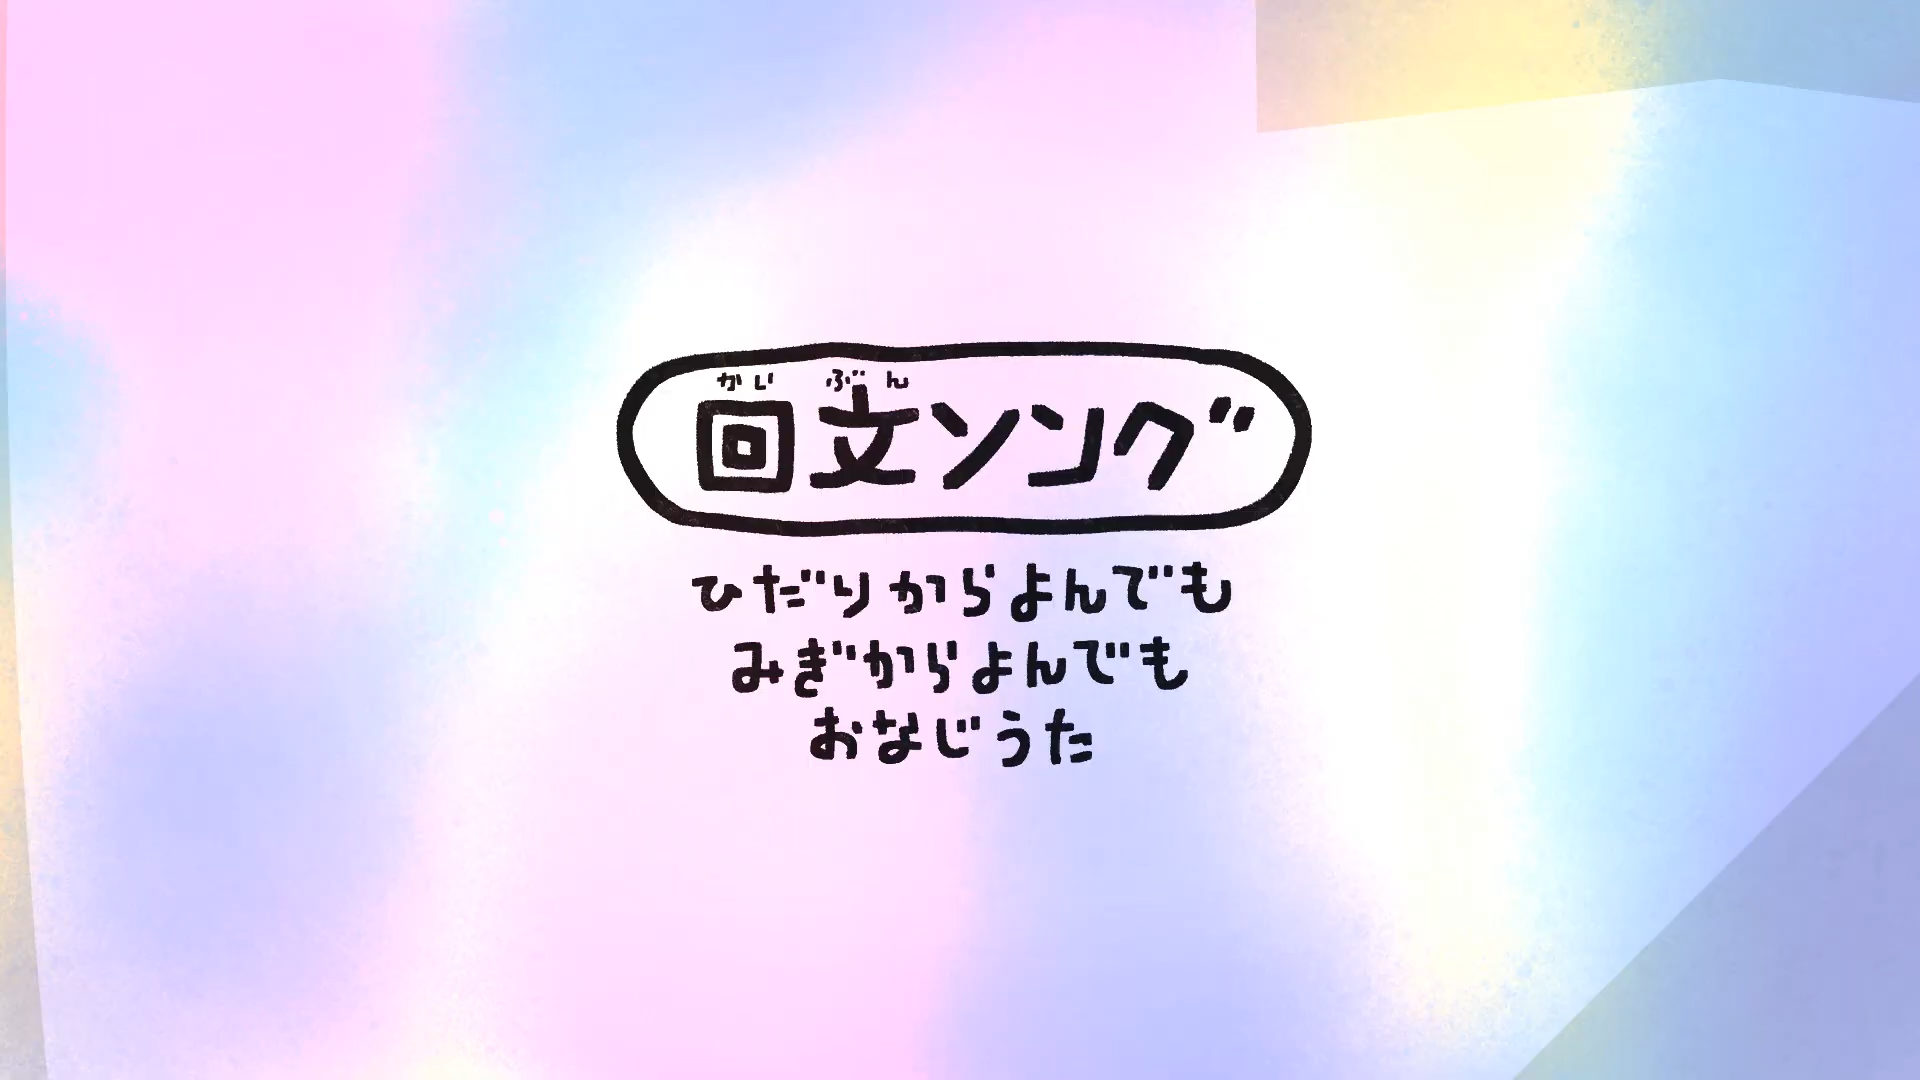 かいぶん
回文ソング
ひだりからよんでも
みぎからよんでも
おなじうた